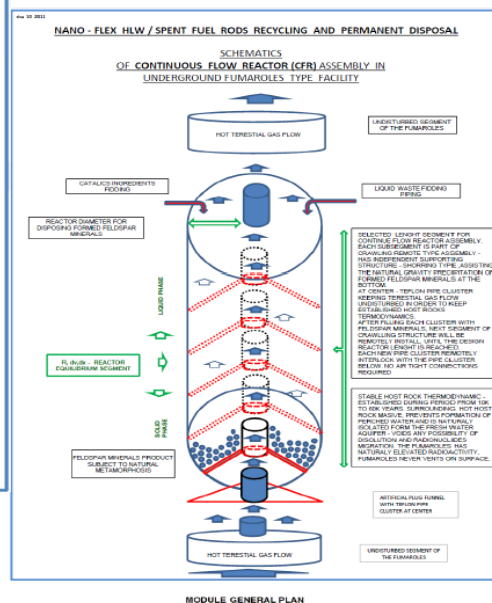 NANO - FLEX HLW / SPENT FUEL RODS RECYCLING AND PERMANENT DISPOSAL
SCHEMATICS
OF CONTINUOUS FLOW REACTOR (CFR) ASSEMBLY IN
UNDERGROUND FUMAROLES TYPE FACILITY
HOT TERESTIAL GAS FLOW
UNDISTURBED SEGMENT
OF THE FUMAROLES
CATALICS INGREDIENTS
FIDDING
LIQUID WASTE FIDDING
PIPING
REACTOR DIAMETER FOR
DISPOSING FORMED FELDSPAR
MINERALS
SELECTED LENGHT SEGMENT FOR
CONTINUE FLOW REACTOR ASSEMBLY.
EACH SUBSEGMENT IS PART OF
CRAWLING REMOTE TYPE ASSEMBLY -
HAS INDEPENDENT SUPPORTING
STRUCTURE - SHORRING TYPE ,ASSISTING
THE NATURAL GRAVITY PRECIPITATION OF
FORMED FELDSPAR MINERALS AT THE
BOTTOM.
AT CENTER - TEFLON PIPE CLUSTER
KEEPING TERESTIAL GAS FLOW
UNDISTURBED IN ORDER TO KEEP
ESTABLISHED HOST ROCKS
TERMODYNAMICS.
AFTER FILLING EACH CLUSTER WITH
FELDSPAR MINERALS, NEXT SEGMENT OF
CRAWLING STRUCTURE WILL BE
REMOTELY INSTALL, UNTIL THE DESIGN
REACTOR LENGHT IS REACHED.
EACH NEW PIPE CLUSTER REMOTELY
INTERLOCK WITH THE PIPE CLUSTER
BELOW. NO AIR TIGHT CONNECTIONS
REQUIRED
LIQUID PHASE
- REACTOR
EQUILIBRIUM SEGMENT
SOLID
PHASE
STABLE HOST ROCK THERMODYNAMIC -
ESTABLISHED DURING PERIOD FROM 10K
TO 60K YEARS. SURROUNDING HOT HOST
ROCK MASIVE, PREVENTS FORMATION OF
PERCHED WATER AND IS NATURALY
ISOLATED FORM THE FRESH WATER
AQUIFER - VOIDS ANY POSSIBILITY OF
DISOLUTION AND RADIONUCLIDES
MIGRATION. THE FUMAROLES HAS
NATURALY ELEVATED RADIOACTIVITY,
FUMAROLES NEVER VENTS ON SURFACE.
FELDSPAR MINERALS PRODUCT
SUBJECT TO NATURAL
METAMORPHOSIS
ARTIFICIAL PLUG FUNNEL
WITH TEFLON PIPE
CLUSTER AT CENTER
HOT TERESTIAL GAS FLOW
UNDISTURBED SEGMENT OF
THE FUMAROLES
MODULE GENERAL PLAN